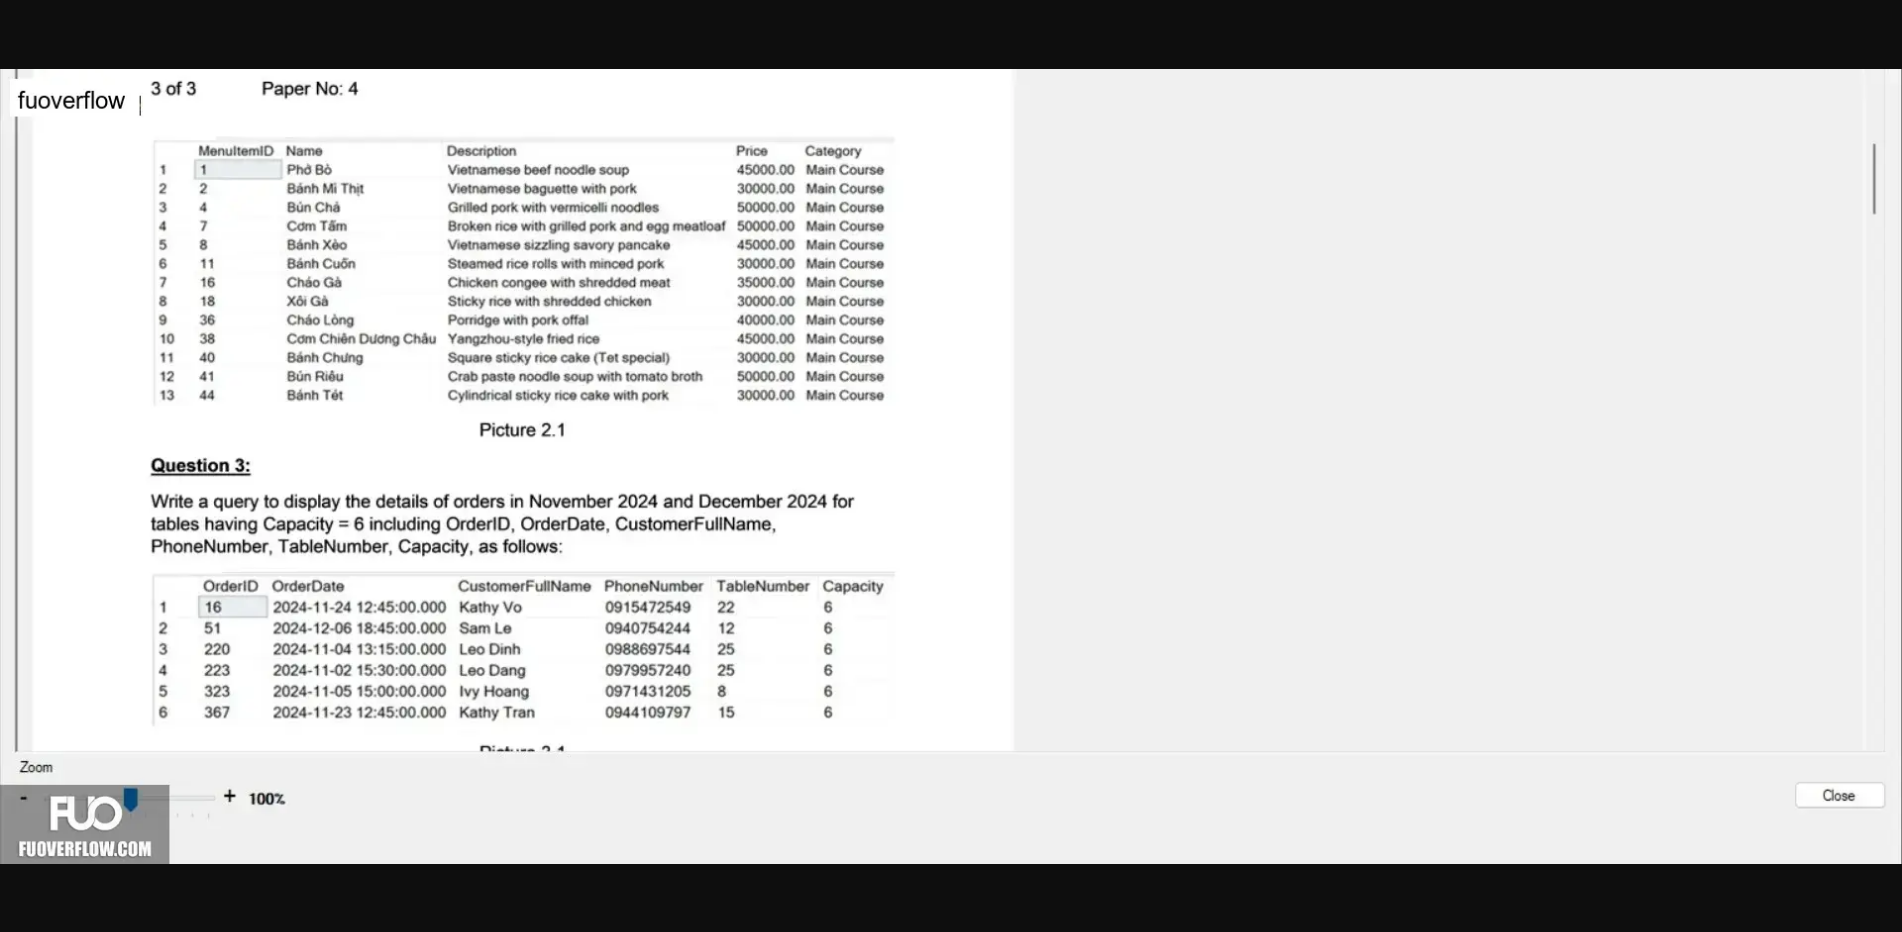 3 of 3 Paper No: 4
fuoverflow
MenuItemID Name Description Price Category
1 1 Phở Bò Vietnamese beef noodle soup 45000.00 Main Course
2 2 Bánh Mì Thịt Vietnamese baguette with pork 30000.00 Main Course
3 4 Bún Chả Grilled pork with vermicelli noodles 50000.00 Main Course
4 7 Cơm Tấm Broken rice with grilled pork and egg meatloaf 50000.00 Main Course
5 8 Bánh Xèo Vietnamese sizzling savory pancake 45000.00 Main Course
6 11 Bánh Cuốn Steamed rice rolls with minced pork 30000.00 Main Course
7 16 Cháo Gà Chicken congee with shredded meat 35000.00 Main Course
8 18 Xôi Gà Sticky rice with shredded chicken 30000.00 Main Course
9 36 Cháo Lòng Porridge with pork offal 40000.00 Main Course
10 38 Cơm Chiên Dương Châu Yangzhou-style fried rice 45000.00 Main Course
11 40 Bánh Chưng Square sticky rice cake (Tet special) 30000.00 Main Course
12 41 Bún Riêu Crab paste noodle soup with tomato broth 50000.00 Main Course
13 44 Bánh Tét Cylindrical sticky rice cake with pork 30000.00 Main Course
Picture 2.1
Question 3:
Write a query to display the details of orders in November 2024 and December 2024 for
tables having Capacity = 6 including OrderID, OrderDate, CustomerFullName,
PhoneNumber, TableNumber, Capacity, as follows:
OrderID OrderDate CustomerFullName PhoneNumber TableNumber Capacity
1 16 2024-11-24 12:45:00.000 Kathy Vo 0915472549 22 6
2 51 2024-12-06 18:45:00.000 Sam Le 0940754244 12 6
3 220 2024-11-04 13:15:00.000 Leo Dinh 0988697544 25 6
4 223 2024-11-02 15:30:00.000 Leo Dang 0979957240 25 6
5 323 2024-11-05 15:00:00.000 Ivy Hoang 0971431205 8 6
6 367 2024-11-23 12:45:00.000 Kathy Tran 0944109797 15 6
Picture 3.1
Zoom
- + 100%
Close
FUO
FUOVERFLOW.COM